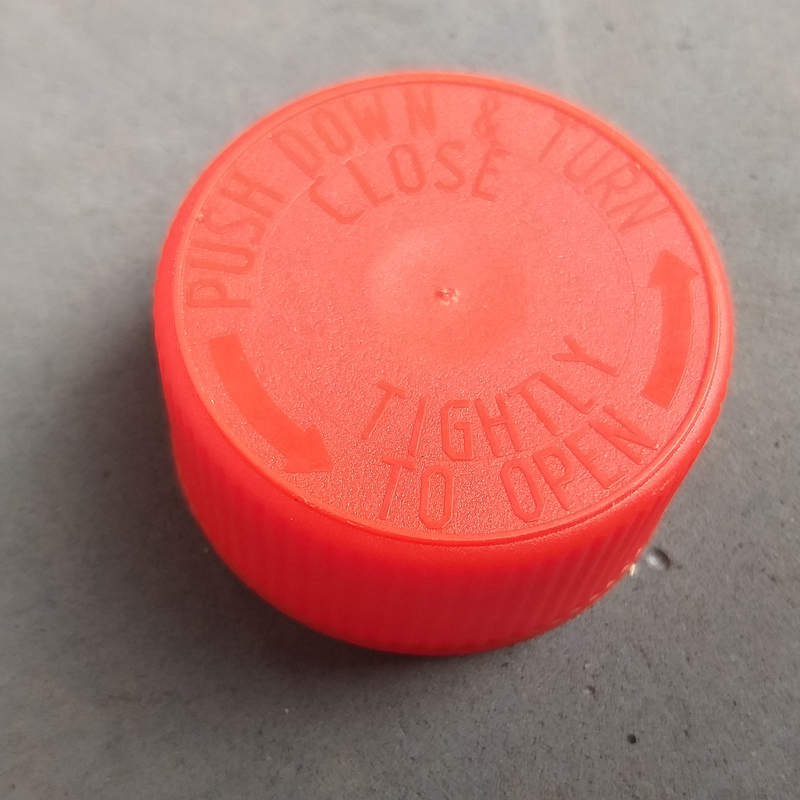 PUSH DOWN & TURN
CLOSE
TIGHTLY
TO OPEN